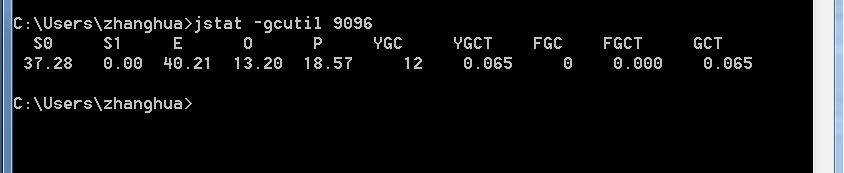 C:\Users\zhanghua>jstat -gcutil 9096
S0 S1 E O P YGC YGCT FGC FGCT GCT
37.28 0.00 40.21 13.20 18.57 12 0.065 0 0.000 0.065
C:\Users\zhanghua>